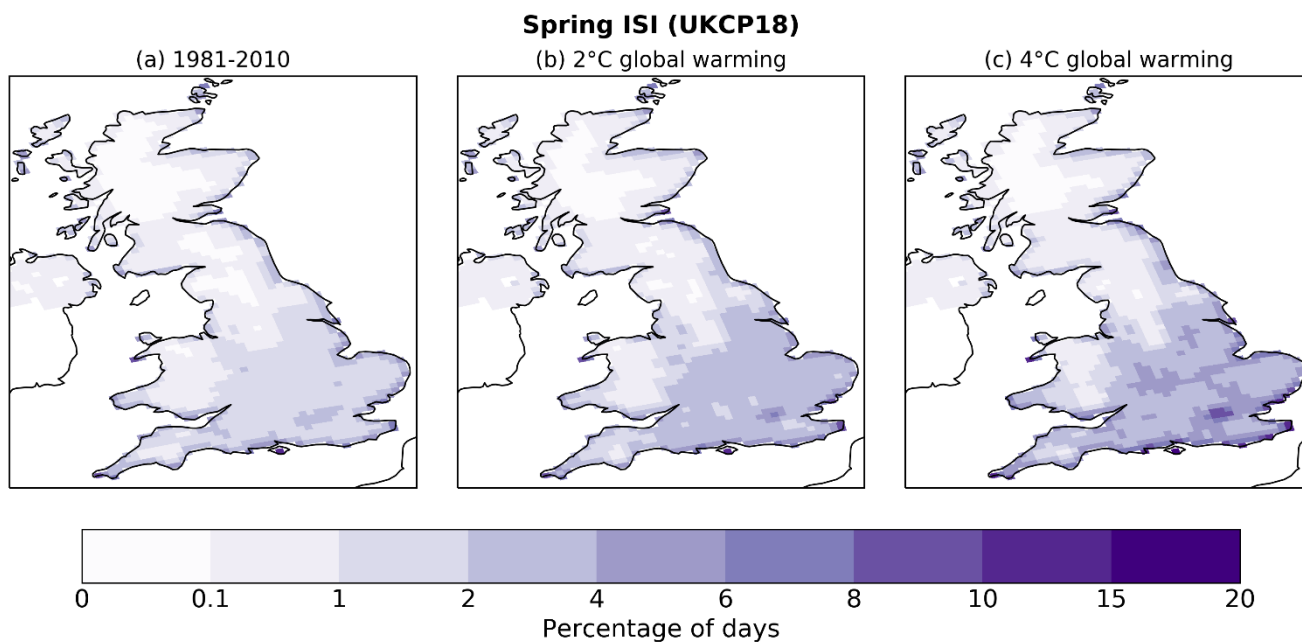 Spring ISI (UKCP18)
(a) 1981-2010
(b) 2°C global warming
(c) 4°C global warming
0 0.1 1 2 4 6 8 10 15 20
Percentage of days